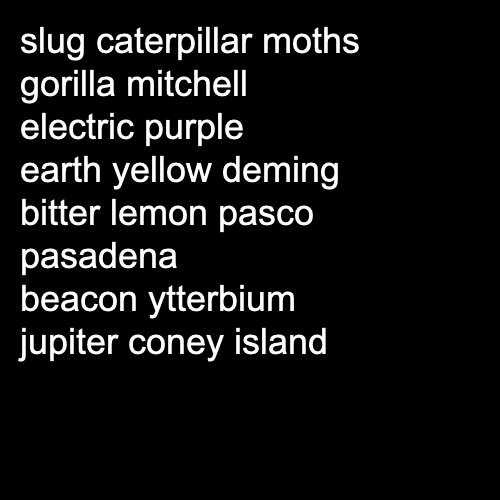 slug caterpillar moths
gorilla mitchell
electric purple
earth yellow deming
bitter lemon pasco
pasadena
beacon ytterbium
jupiter coney island